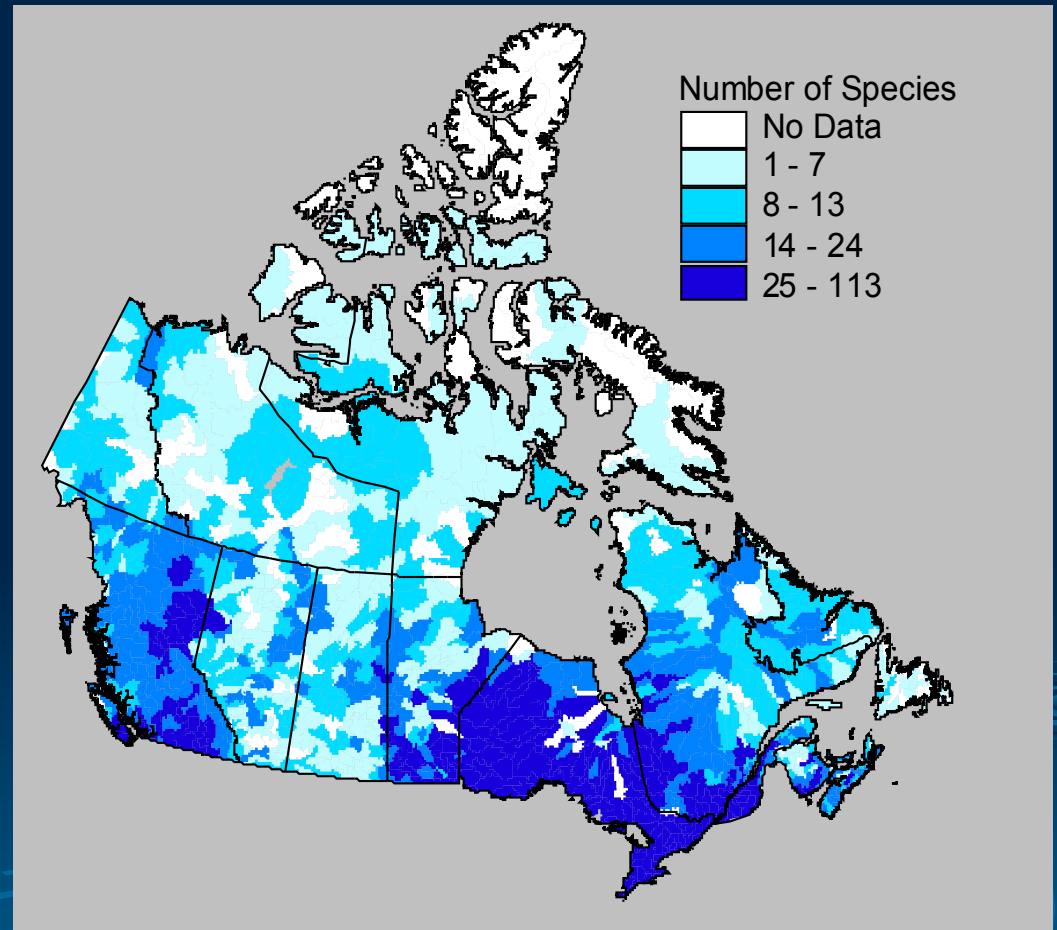 Number of Species
No Data
1 - 7
8 - 13
14 - 24
25 - 113